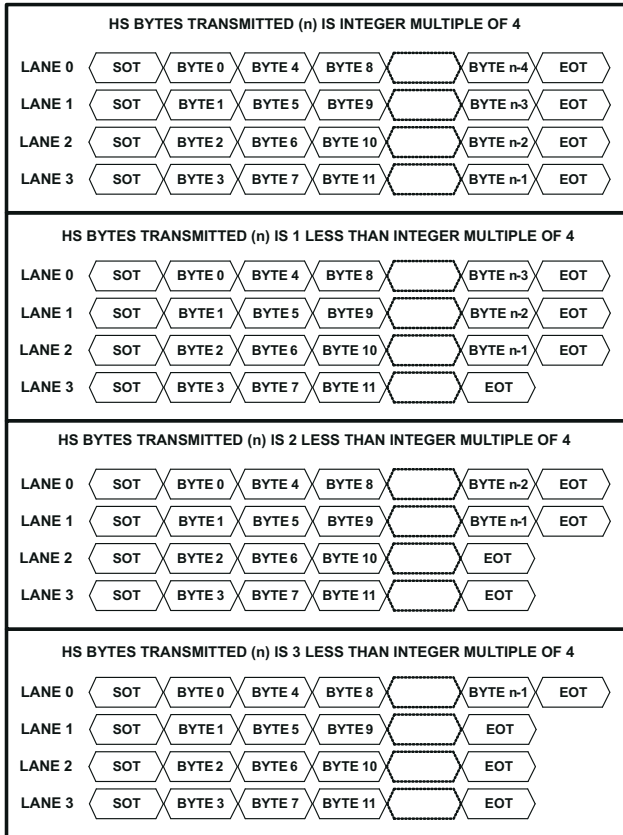 HS BYTES TRANSMITTED (n) IS INTEGER MULTIPLE OF 4
LANE 0 SOT BYTE 0 BYTE 4 BYTE 8 BYTE n-4 EOT
LANE 1 SOT BYTE 1 BYTE 5 BYTE 9 BYTE n-3 EOT
LANE 2 SOT BYTE 2 BYTE 6 BYTE 10 BYTE n-2 EOT
LANE 3 SOT BYTE 3 BYTE 7 BYTE 11 BYTE n-1 EOT
HS BYTES TRANSMITTED (n) IS 1 LESS THAN INTEGER MULTIPLE OF 4
LANE 0 SOT BYTE 0 BYTE 4 BYTE 8 BYTE n-3 EOT
LANE 1 SOT BYTE 1 BYTE 5 BYTE 9 BYTE n-2 EOT
LANE 2 SOT BYTE 2 BYTE 6 BYTE 10 BYTE n-1 EOT
LANE 3 SOT BYTE 3 BYTE 7 BYTE 11 EOT
HS BYTES TRANSMITTED (n) IS 2 LESS THAN INTEGER MULTIPLE OF 4
LANE 0 SOT BYTE 0 BYTE 4 BYTE 8 BYTE n-2 EOT
LANE 1 SOT BYTE 1 BYTE 5 BYTE 9 BYTE n-1 EOT
LANE 2 SOT BYTE 2 BYTE 6 BYTE 10 EOT
LANE 3 SOT BYTE 3 BYTE 7 BYTE 11 EOT
HS BYTES TRANSMITTED (n) IS 3 LESS THAN INTEGER MULTIPLE OF 4
LANE 0 SOT BYTE 0 BYTE 4 BYTE 8 BYTE n-1 EOT
LANE 1 SOT BYTE 1 BYTE 5 BYTE 9 EOT
LANE 2 SOT BYTE 2 BYTE 6 BYTE 10 EOT
LANE 3 SOT BYTE 3 BYTE 7 BYTE 11 EOT